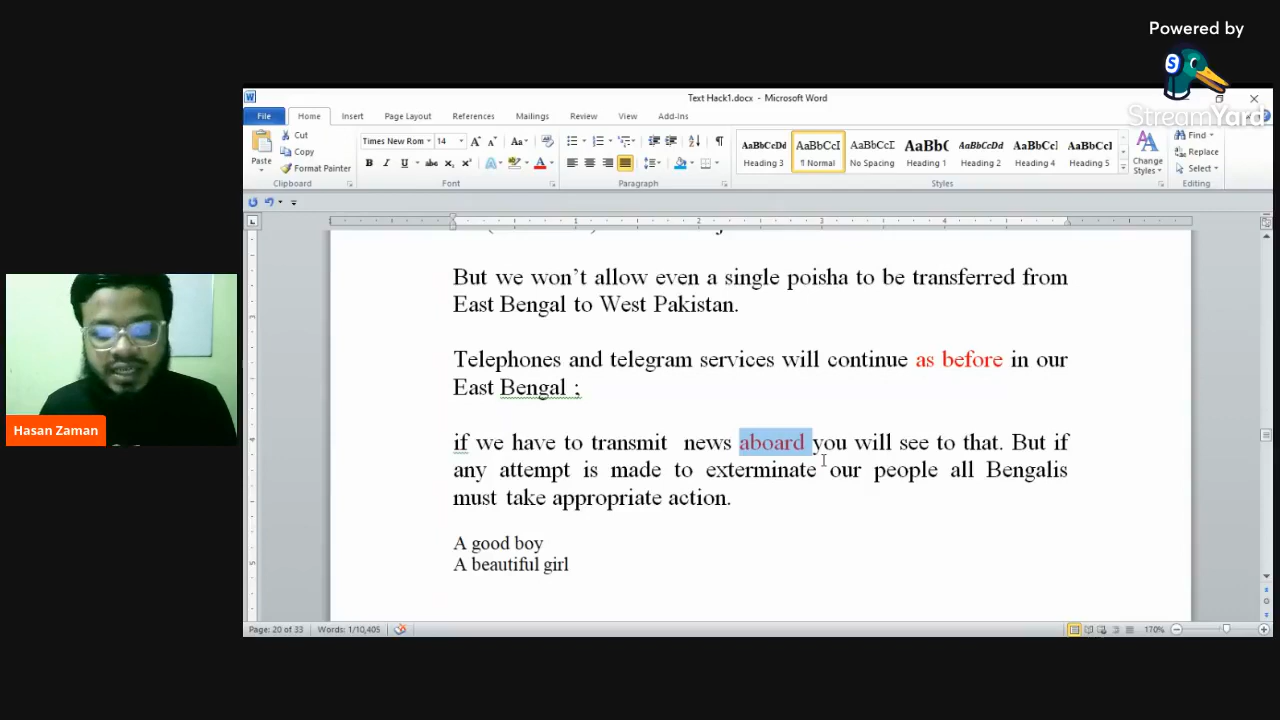 Powered by
StreamYard
Text Hack1.docx - Microsoft Word
File Home Insert Page Layout References Mailings Review View Add-Ins
Paste
Cut
Copy
Format Painter
Clipboard
Times New Rom 14
Font
Paragraph
AaBbCcDd AaBbCcI AaBbCcI AaBbC AaBbCcDd AaBbCcI AaBbCcI
Heading 3 ¶ Normal No Spacing Heading 1 Heading 2 Heading 4 Heading 5
Change
Styles
Styles
Find
Replace
Select
Editing
But we won’t allow even a single poisha to be transferred from
East Bengal to West Pakistan.
Telephones and telegram services will continue as before in our
East Bengal ;
if we have to transmit news aboard you will see to that. But if
any attempt is made to exterminate our people all Bengalis
must take appropriate action.
A good boy
A beautiful girl
Hasan Zaman
Page: 20 of 33 Words: 1/10,405 170%